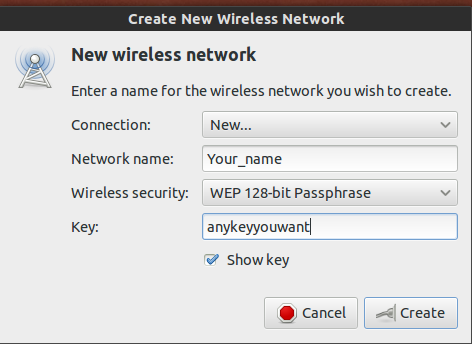 Create New Wireless Network
New wireless network
Enter a name for the wireless network you wish to create.
Connection: New...
Network name: Your_name
Wireless security: WEP 128-bit Passphrase
Key: anykeyyouwant
Show key
Cancel Create